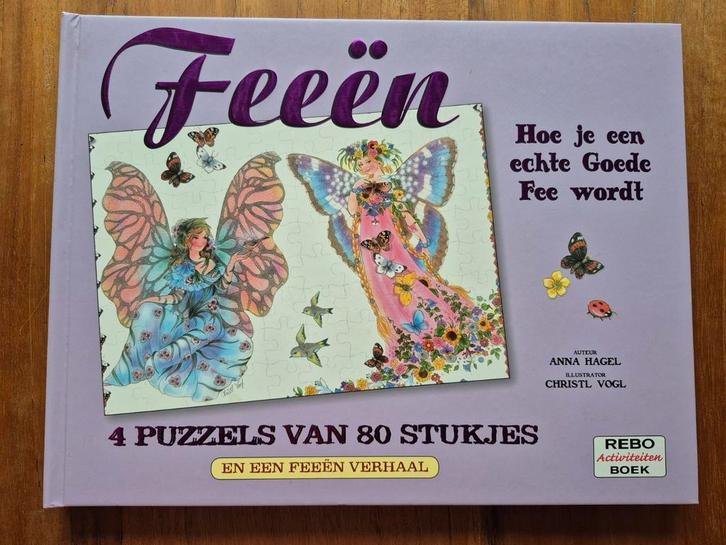 Feeën
Hoe je een
echte Goede
Fee wordt
AUTEUR
ANNA HAGEL
ILLUSTRATOR
CHRISTL VOGL
4 PUZZELS VAN 80 STUKJES
EN EEN FEEËN VERHAAL
REBO
Activiteiten
BOEK